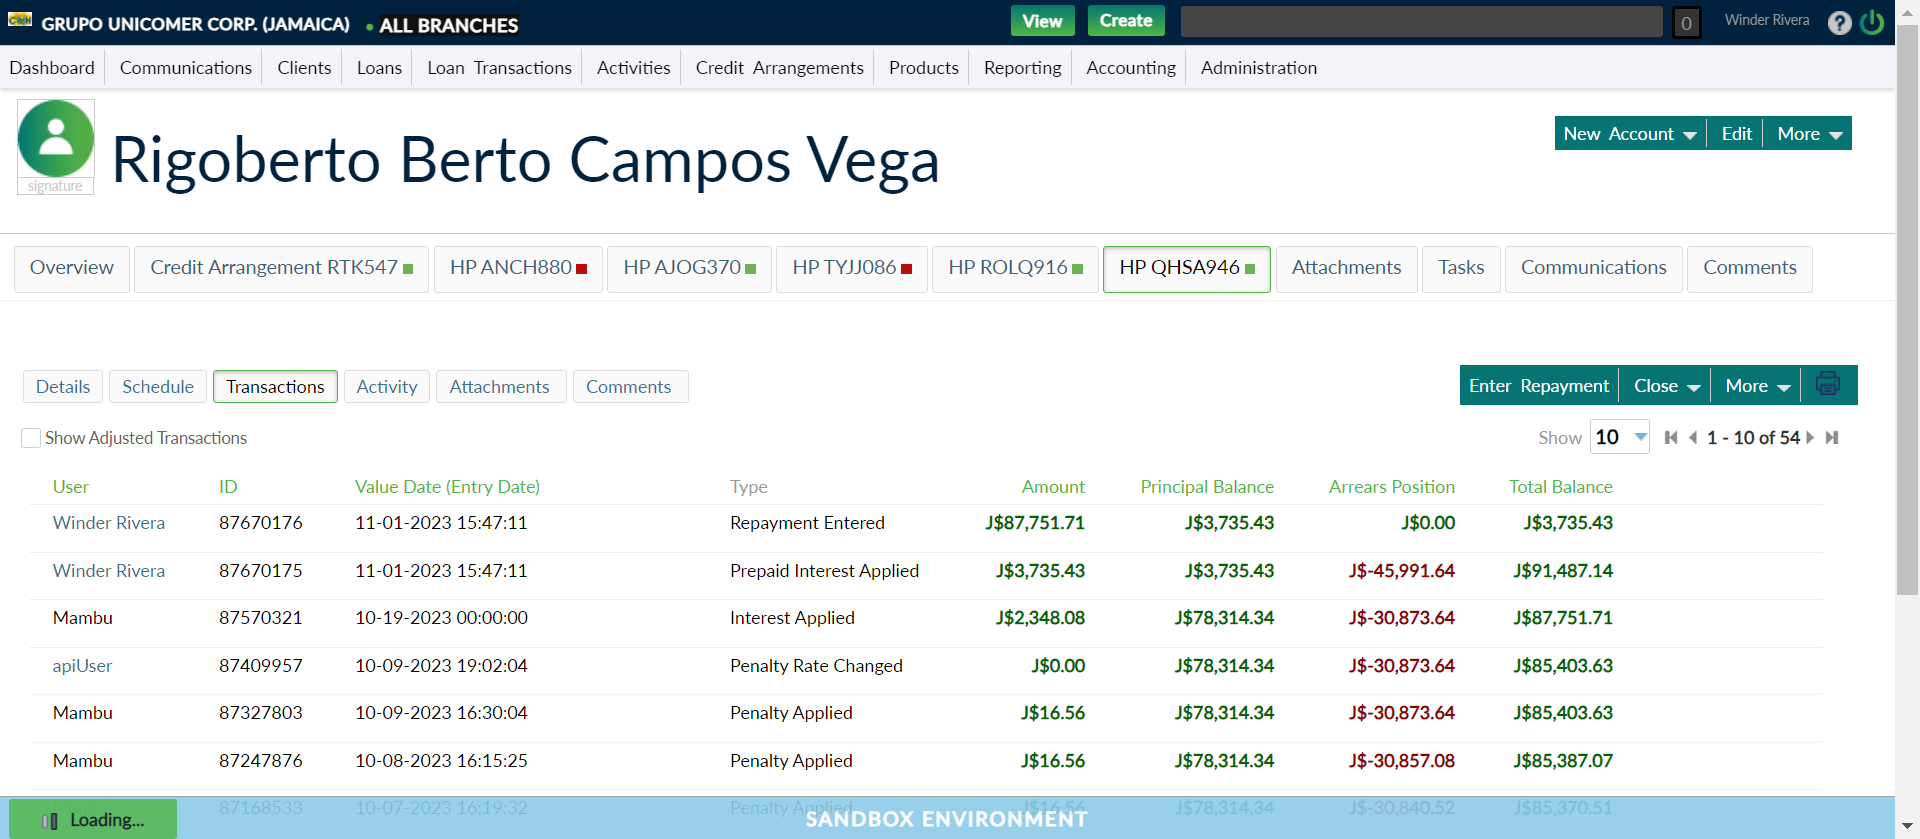 GRUPO UNICOMER CORP. (JAMAICA) ALL BRANCHES View Create 0 Winder Rivera ?
Dashboard Communications Clients Loans Loan Transactions Activities Credit Arrangements Products Reporting Accounting Administration
signature
Rigoberto Berto Campos Vega
New Account Edit More
Overview Credit Arrangement RTK547 HP ANCH880 HP AJOG370 HP TYJJ086 HP ROLQ916 HP QHSA946 Attachments Tasks Communications Comments
Details Schedule Transactions Activity Attachments Comments Enter Repayment Close More
Show Adjusted Transactions Show 10 1 - 10 of 54
User ID Value Date (Entry Date) Type Amount Principal Balance Arrears Position Total Balance
Winder Rivera 87670176 11-01-2023 15:47:11 Repayment Entered J$87,751.71 J$3,735.43 J$0.00 J$3,735.43
Winder Rivera 87670175 11-01-2023 15:47:11 Prepaid Interest Applied J$3,735.43 J$3,735.43 J$-45,991.64 J$91,487.14
Mambu 87570321 10-19-2023 00:00:00 Interest Applied J$2,348.08 J$78,314.34 J$-30,873.64 J$87,751.71
apiUser 87409957 10-09-2023 19:02:04 Penalty Rate Changed J$0.00 J$78,314.34 J$-30,873.64 J$85,403.63
Mambu 87327803 10-09-2023 16:30:04 Penalty Applied J$16.56 J$78,314.34 J$-30,873.64 J$85,403.63
Mambu 87247876 10-08-2023 16:15:25 Penalty Applied J$16.56 J$78,314.34 J$-30,857.08 J$85,387.07
Mambu 87168533 10-07-2023 16:19:32 Penalty Applied J$16.56 J$78,314.34 J$-30,840.52 J$85,370.51
Loading... SANDBOX ENVIRONMENT